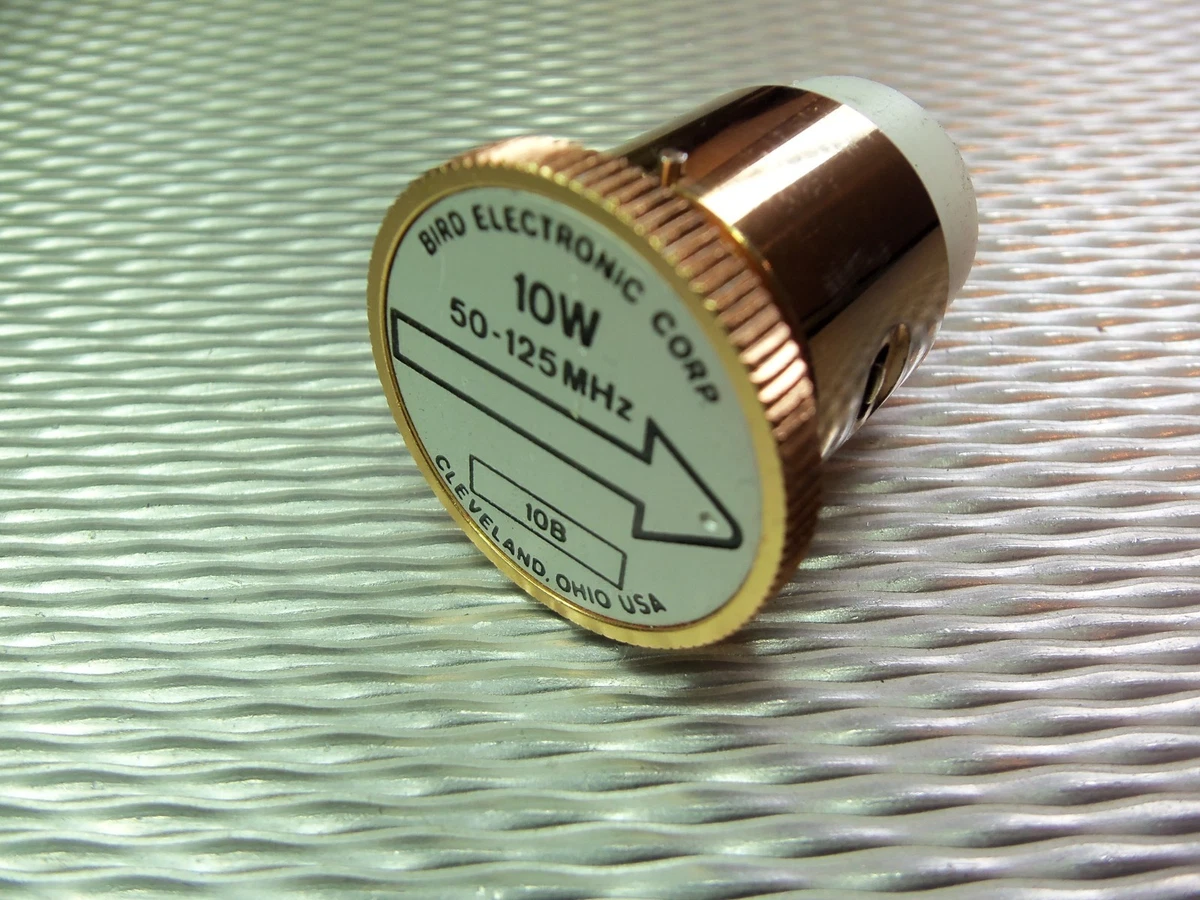 BIRD ELECTRONIC CORP
10W
50-125MHz
10B
CLEVELAND, OHIO USA